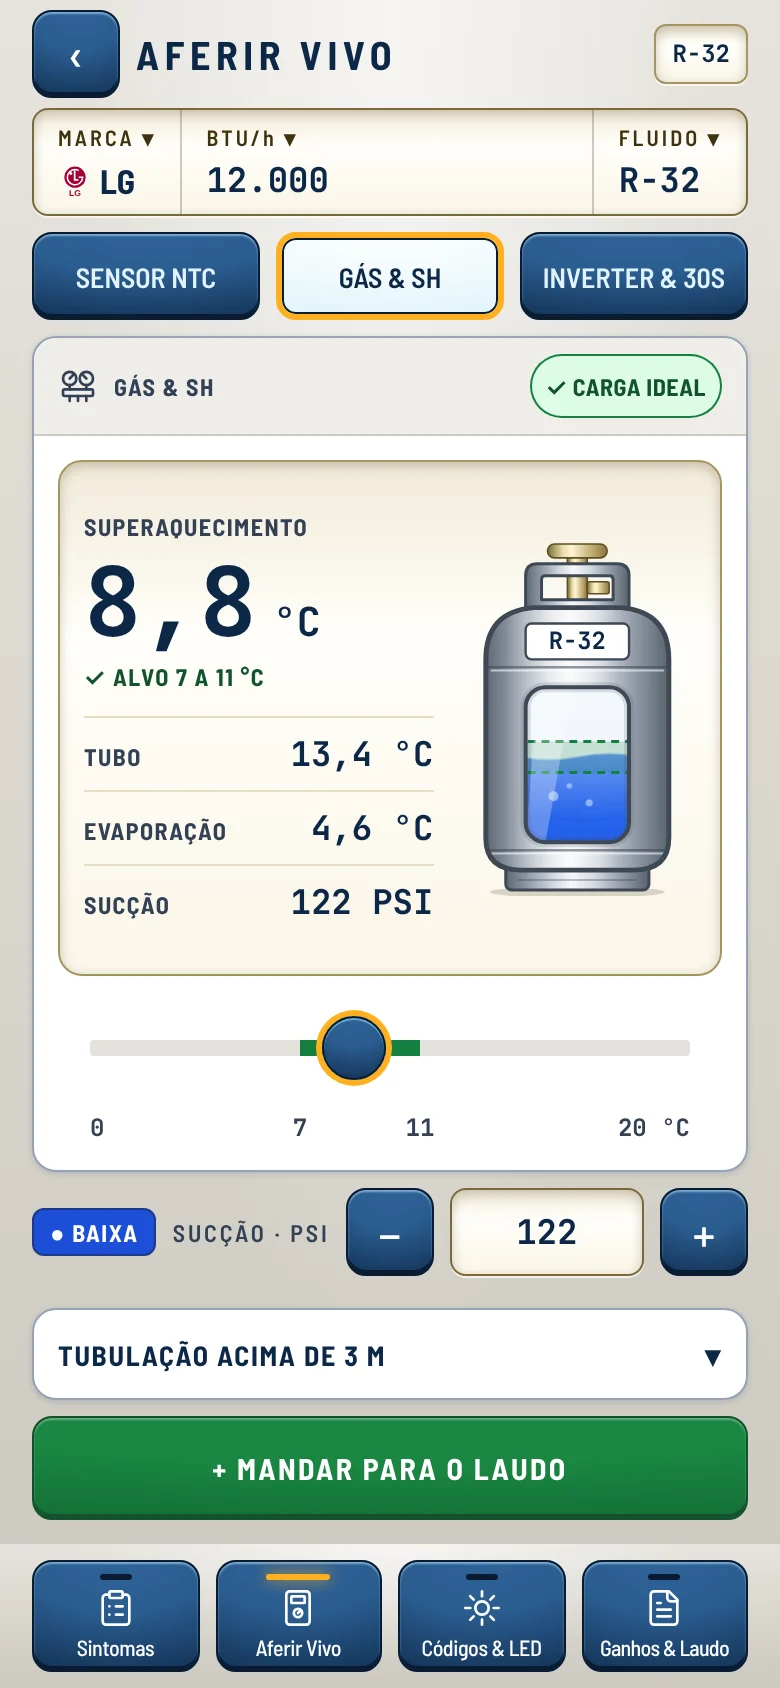 ‹ AFERIR VIVO R-32
MARCA ▼ BTU/h ▼ FLUIDO ▼
LG LG 12.000 R-32
SENSOR NTC GÁS & SH INVERTER & 30S
GÁS & SH ✓ CARGA IDEAL
SUPERAQUECIMENTO
8,8 °C
✓ ALVO 7 A 11 °C
TUBO 13,4 °C
EVAPORAÇÃO 4,6 °C
SUCÇÃO 122 PSI
R-32
0 7 11 20 °C
● BAIXA SUCÇÃO · PSI − 122 +
TUBULAÇÃO ACIMA DE 3 M ▼
+ MANDAR PARA O LAUDO
Sintomas Aferir Vivo Códigos & LED Ganhos & Laudo